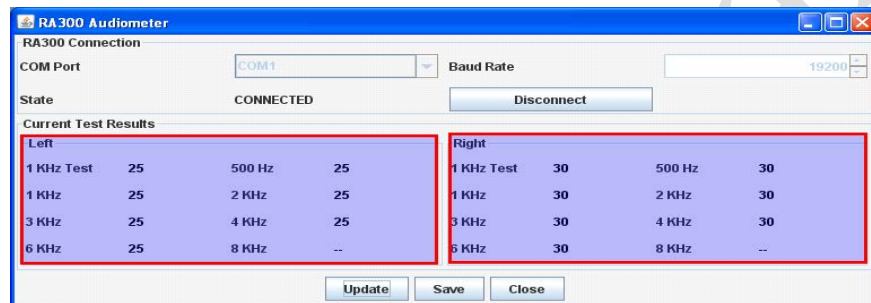 RA300 Audiometer
RA300 Connection
COM Port COM1 Baud Rate 19200
State CONNECTED Disconnect
Current Test Results
Left Right
1 KHz Test 25 500 Hz 25 1 KHz Test 30 500 Hz 30
1 KHz 25 2 KHz 25 1 KHz 30 2 KHz 30
3 KHz 25 4 KHz 25 3 KHz 30 4 KHz 30
6 KHz 25 8 KHz -- 6 KHz 30 8 KHz --
Update Save Close